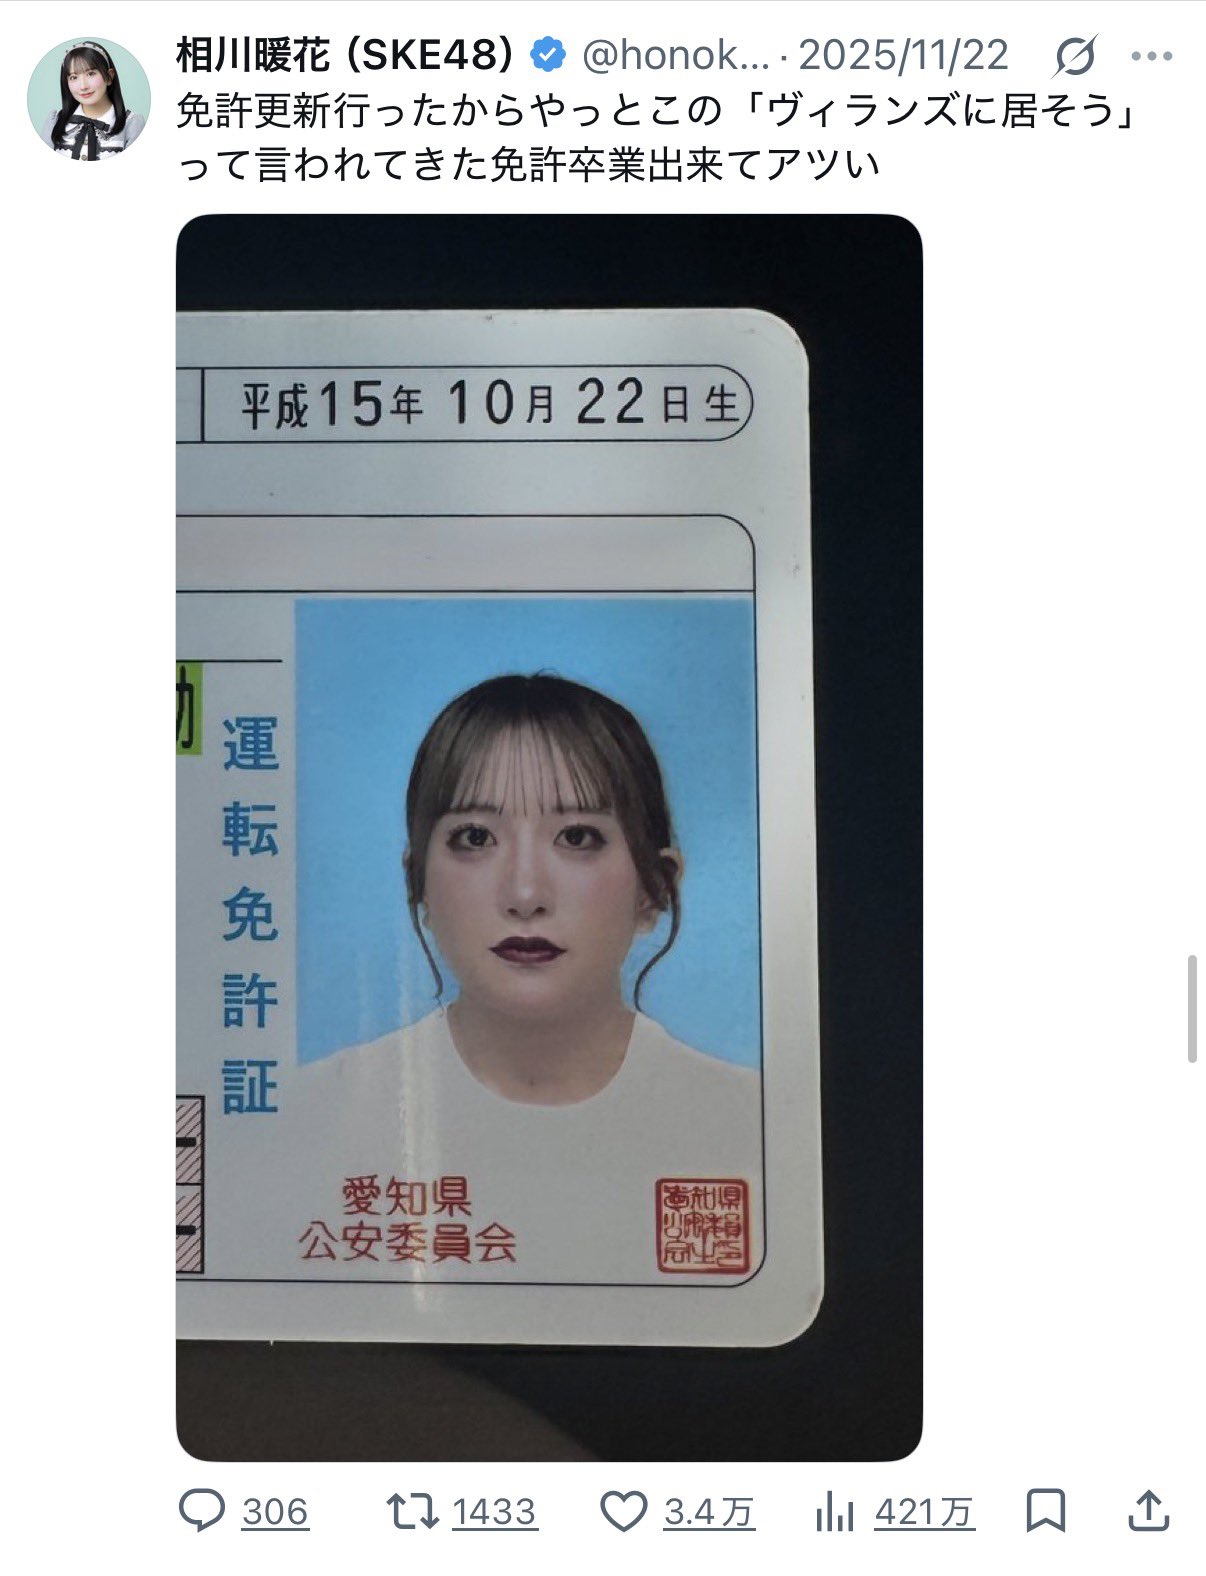 相川暖花 (SKE48) @honok... · 2025/11/22
免許更新行ったからやっとこの「ヴィランズに居そう」
って言われてきた免許卒業出来てアツい
平成15年 10月 22日生
運転免許証
愛知県
公安委員会
306 1433 3.4万 421万